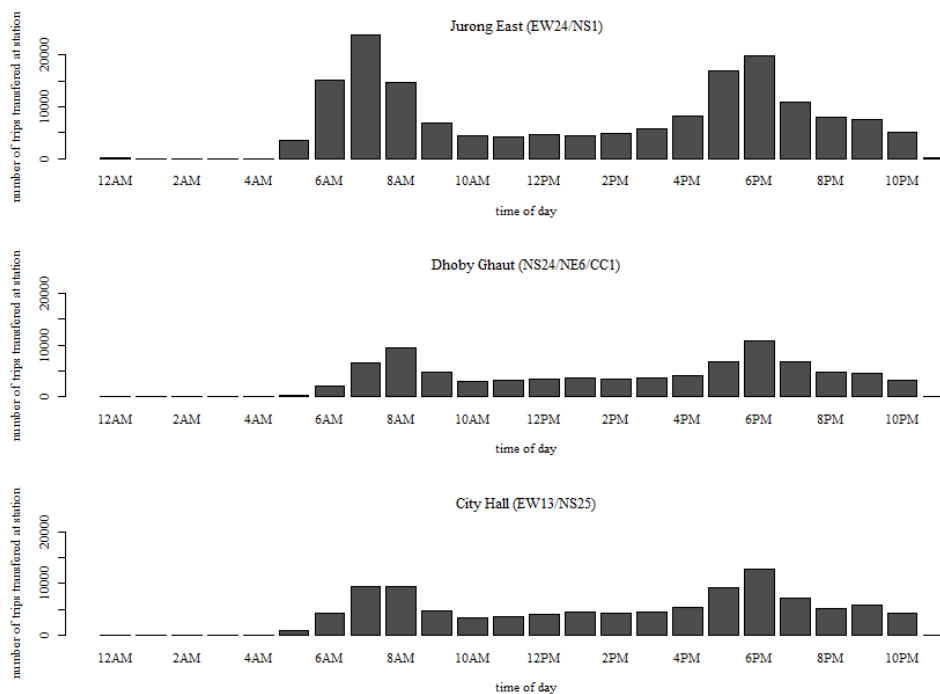 Jurong East (EW24/NS1)
number of trips transfered at station
20000
10000
0
12AM 2AM 4AM 6AM 8AM 10AM 12PM 2PM 4PM 6PM 8PM 10PM
time of day
Dhoby Ghaut (NS24/NE6/CC1)
number of trips transfered at station
20000
10000
0
12AM 2AM 4AM 6AM 8AM 10AM 12PM 2PM 4PM 6PM 8PM 10PM
time of day
City Hall (EW13/NS25)
number of trips transfered at station
20000
10000
0
12AM 2AM 4AM 6AM 8AM 10AM 12PM 2PM 4PM 6PM 8PM 10PM
time of day